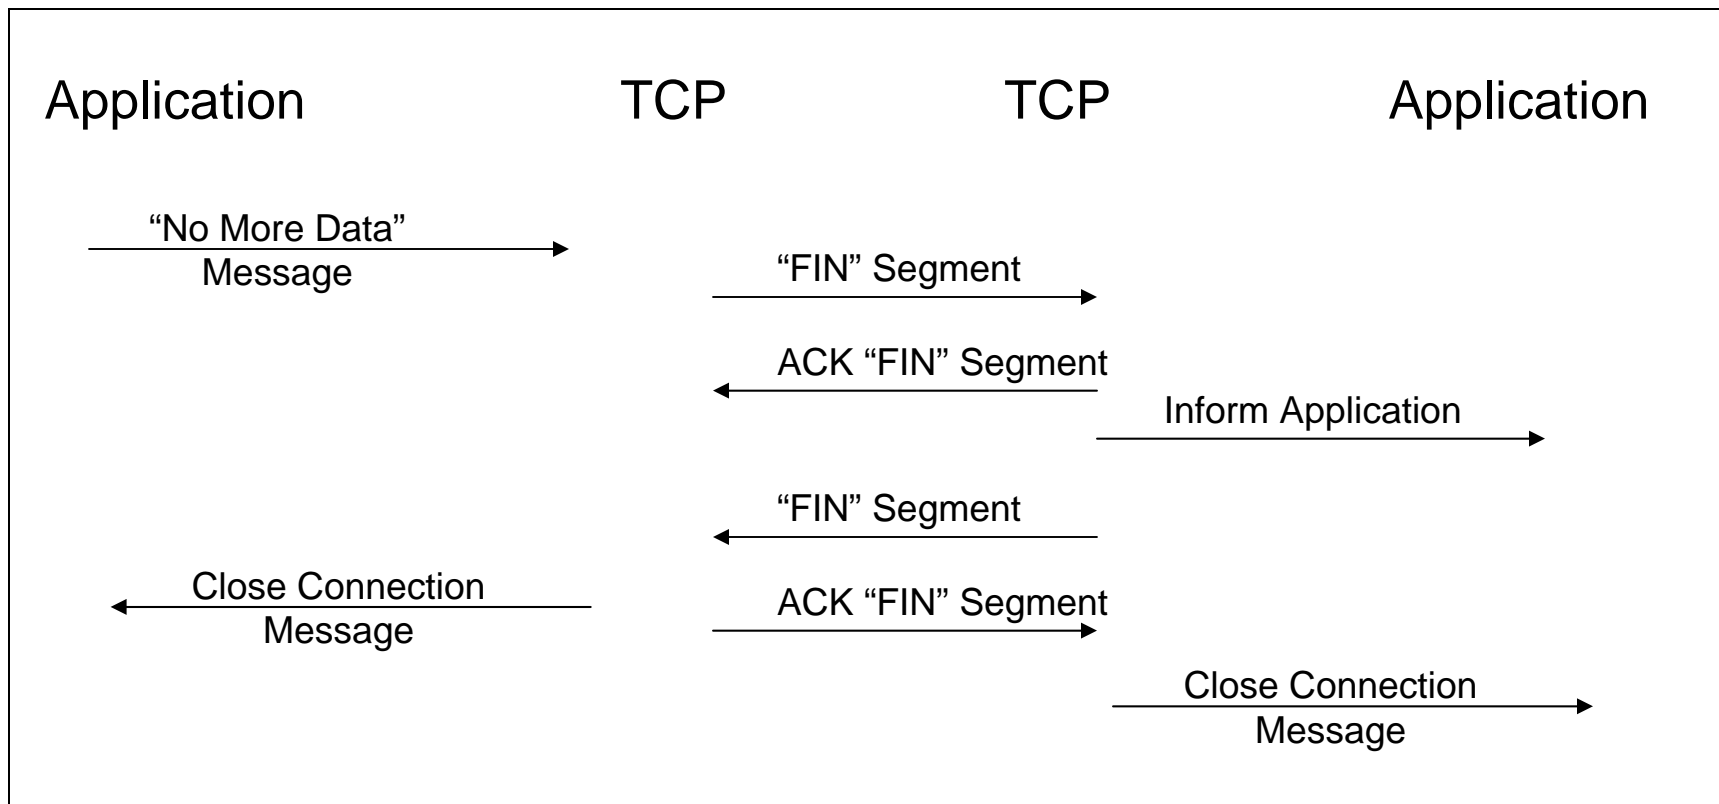 Application TCP TCP Application
“No More Data”
Message
“FIN” Segment
ACK “FIN” Segment
Inform Application
“FIN” Segment
Close Connection
Message
ACK “FIN” Segment
Close Connection
Message